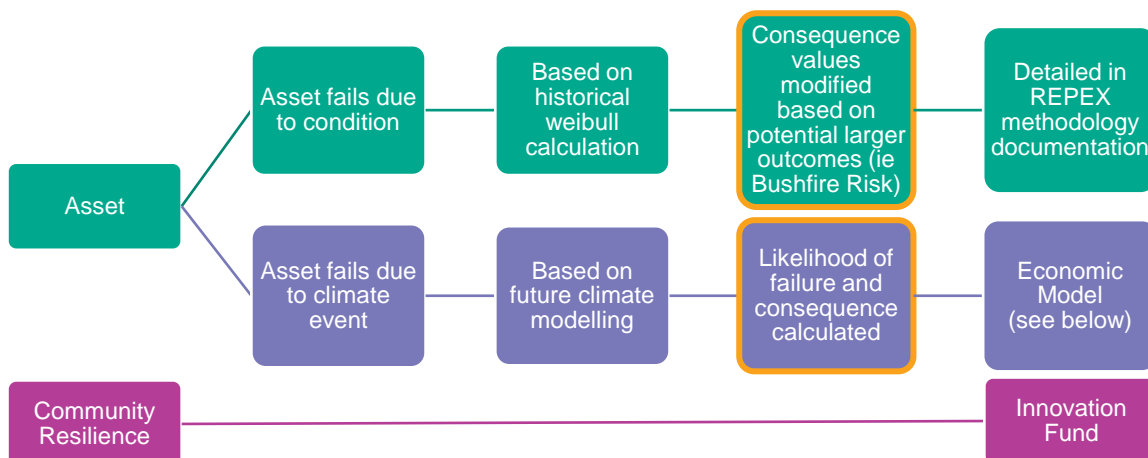 Asset
Asset fails due
to condition
Based on
historical
weibull
calculation
Consequence
values
modified
based on
potential larger
outcomes (ie
Bushfire Risk)
Detailed in
REPEX
methodology
documentation
Asset fails due
to climate
event
Based on
future climate
modelling
Likelihood of
failure and
consequence
calculated
Economic
Model
(see below)
Community
Resilience
Innovation
Fund